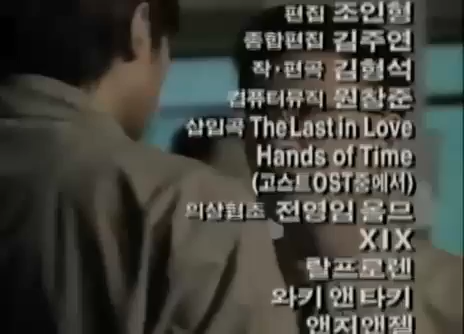 편집 조인형
종합편집 김주연
작·편곡 김형석
컴퓨터뮤직 원창준
삽입곡 The Last in Love
Hands of Time
(고스트OST중에서)
의상협조 전영임울므
XIX
랄프로렌
와키앤타키
앤저앤젤